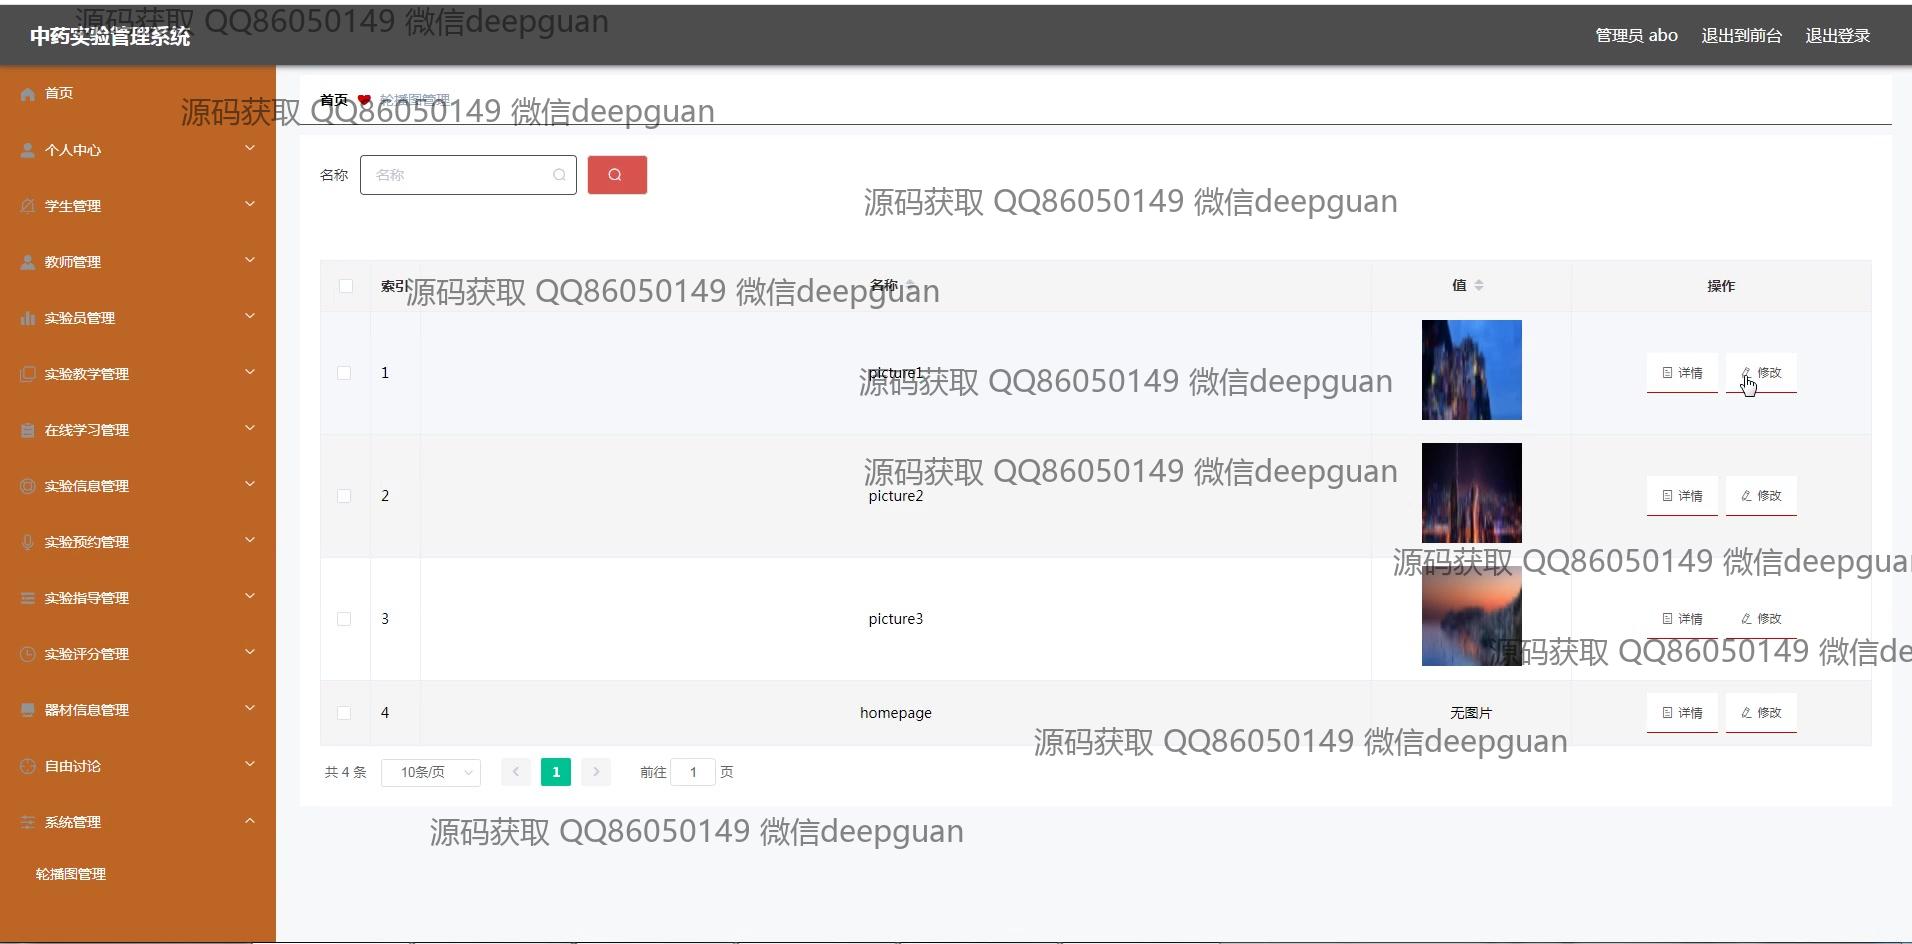 源码获取 QQ86050149 微信deepguan
中药实验管理系统
管理员 abo 退出到前台 退出登录
首页
首页 轮播图管理
源码获取 QQ86050149 微信deepguan
个人中心
名称 名称
源码获取 QQ86050149 微信deepguan
学生管理
教师管理
索引 名称 值 操作
源码获取 QQ86050149 微信deepguan
实验员管理
1 picture1 详情 修改
源码获取 QQ86050149 微信deepguan
实验教学管理
在线学习管理
源码获取 QQ86050149 微信deepguan
实验信息管理
2 picture2 详情 修改
实验预约管理
源码获取 QQ86050149 微信deepguan
实验指导管理
3 picture3 详情 修改
实验评分管理
源码获取 QQ86050149 微信de
器材信息管理
4 homepage 无图片 详情 修改
源码获取 QQ86050149 微信deepguan
自由讨论
共 4 条 10条/页 1 前往 1 页
系统管理
源码获取 QQ86050149 微信deepguan
轮播图管理